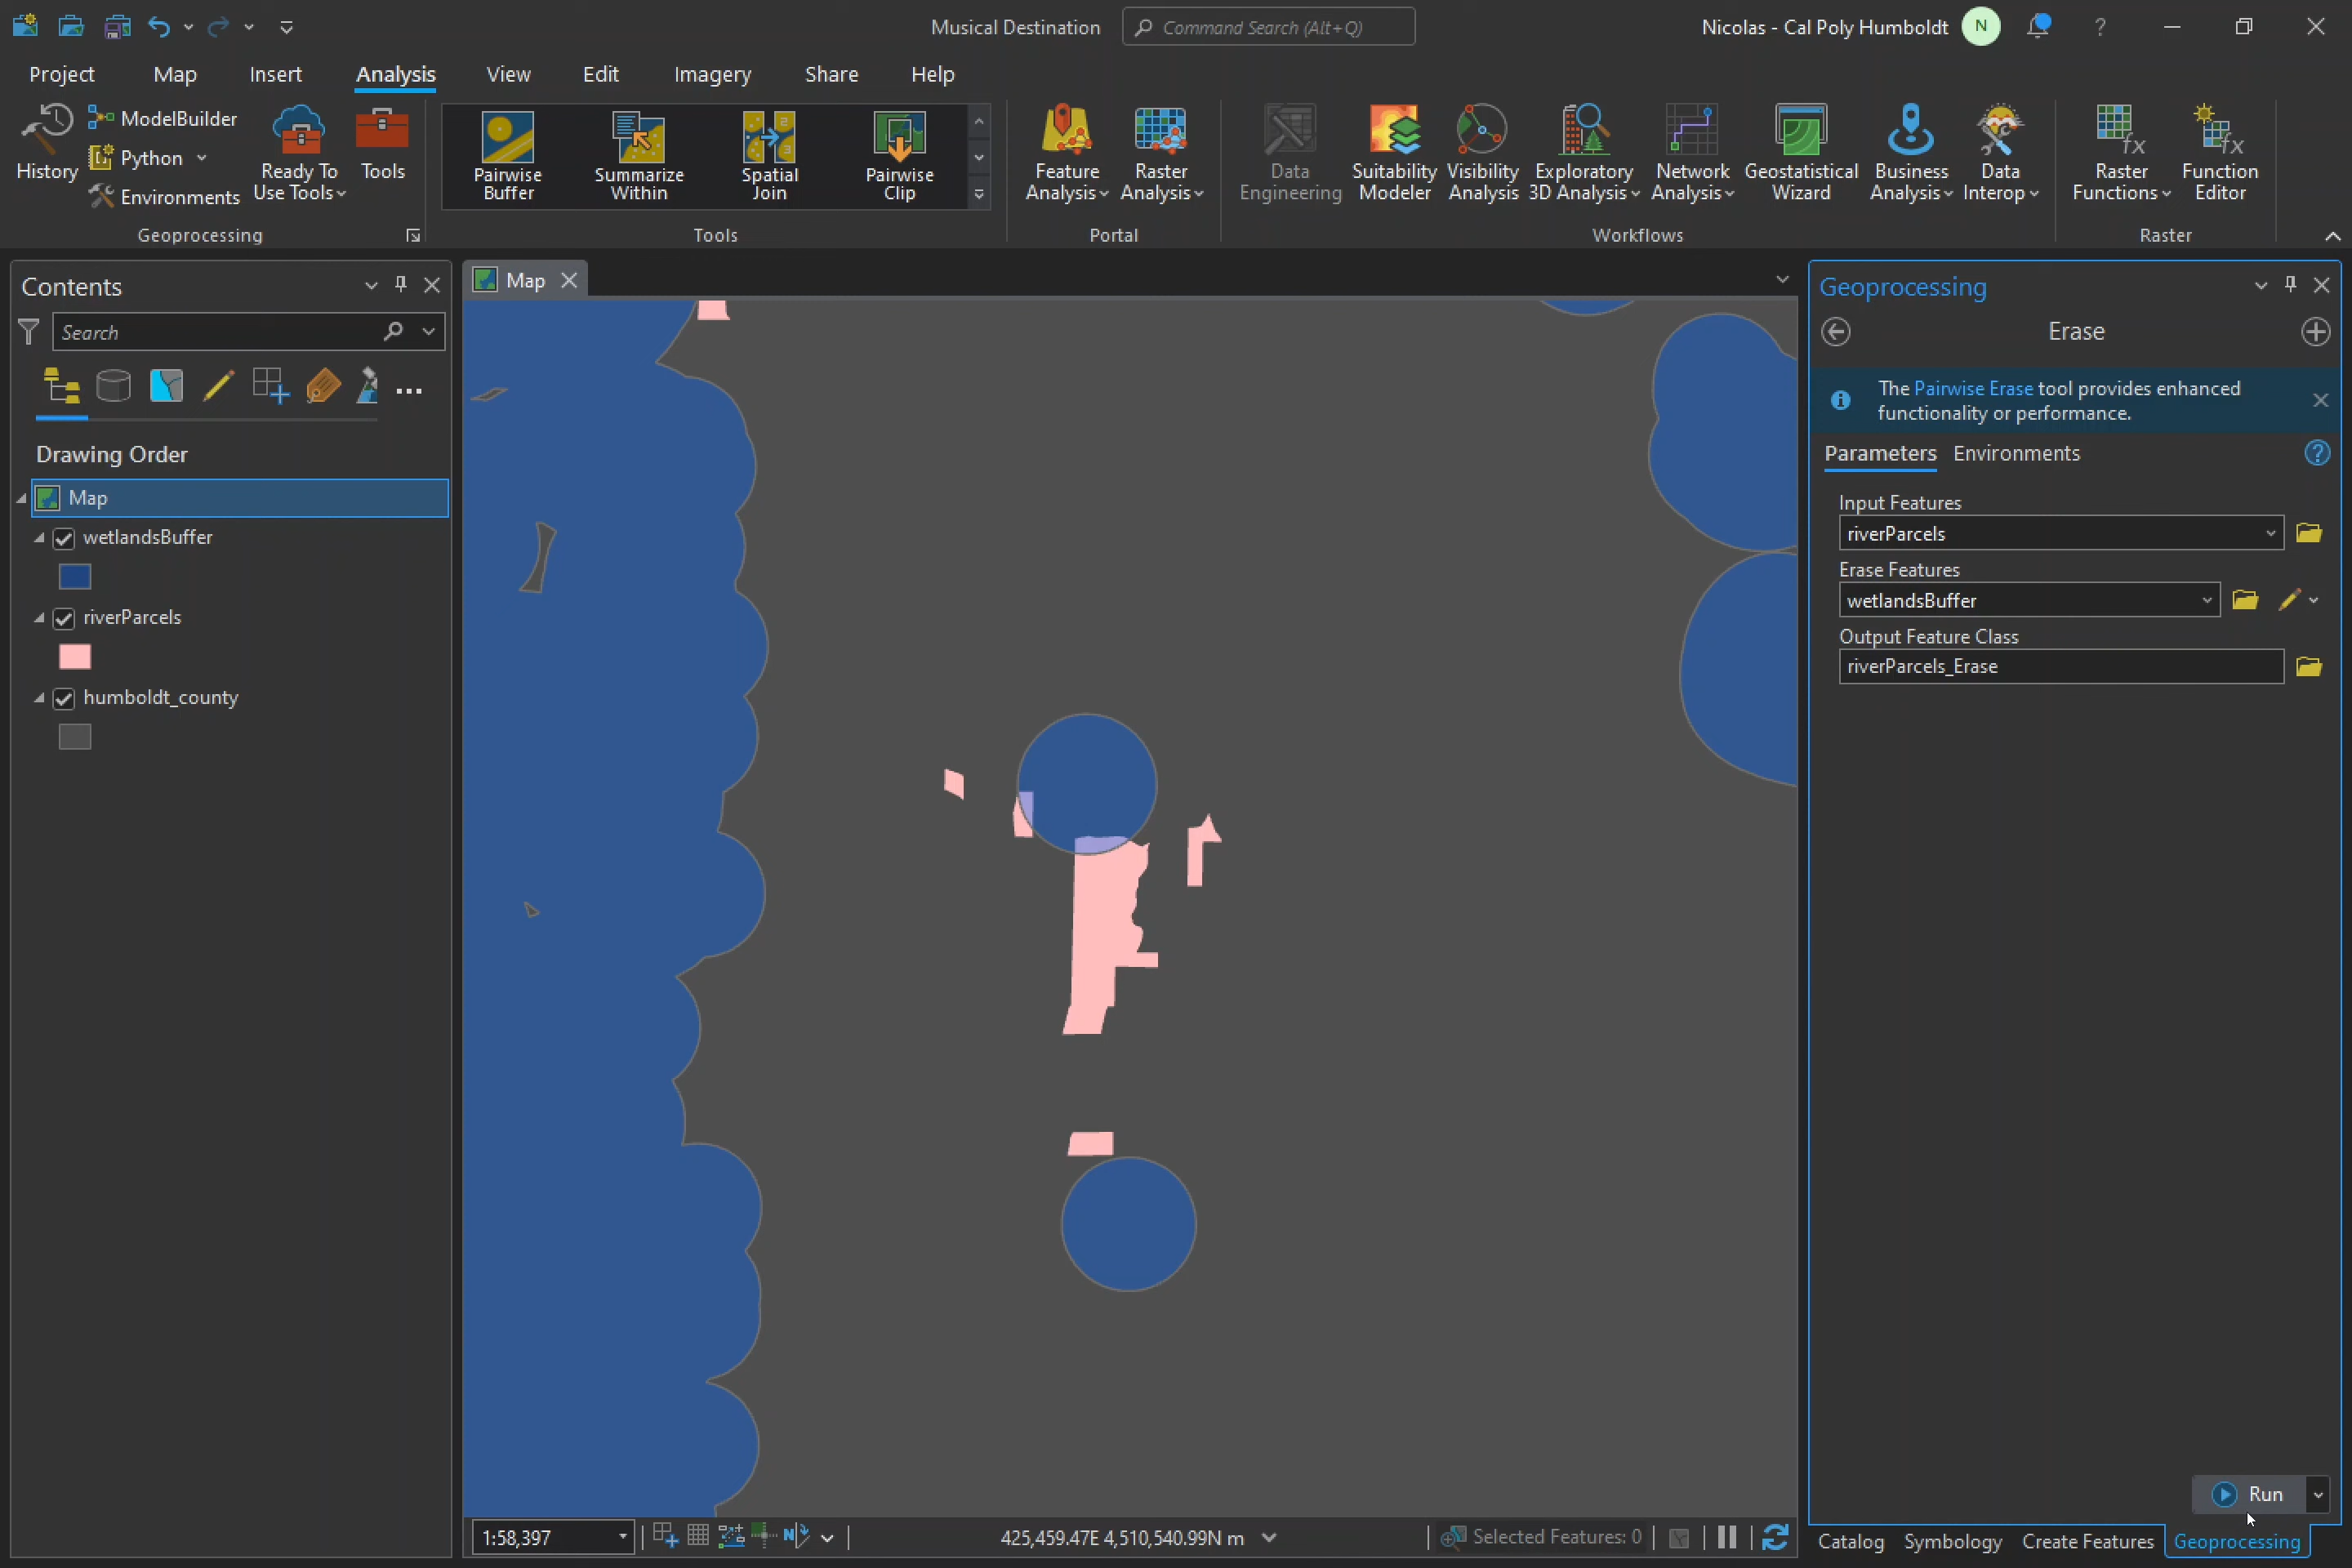 Musical Destination
Command Search (Alt+Q)
Nicolas - Cal Poly Humboldt
N
?
Project
Map
Insert
Analysis
View
Edit
Imagery
Share
Help
History
ModelBuilder
Python
Environments
Ready To
Use Tools
Tools
Geoprocessing
Pairwise
Buffer
Summarize
Within
Spatial
Join
Pairwise
Clip
Tools
Feature
Analysis
Raster
Analysis
Portal
Data
Engineering
Suitability
Modeler
Visibility
Analysis
Exploratory
3D Analysis
Network
Analysis
Geostatistical
Wizard
Business
Analysis
Data
Interop
Workflows
Raster
Functions
Function
Editor
Raster
Contents
Search
Drawing Order
Map
wetlandsBuffer
riverParcels
humboldt_county
Map
1:58,397
425,459.47E 4,510,540.99N m
Selected Features: 0
Geoprocessing
Erase
The Pairwise Erase tool provides enhanced
functionality or performance.
Parameters
Environments
?
Input Features
riverParcels
Erase Features
wetlandsBuffer
Output Feature Class
riverParcels_Erase
Run
Catalog
Symbology
Create Features
Geoprocessing